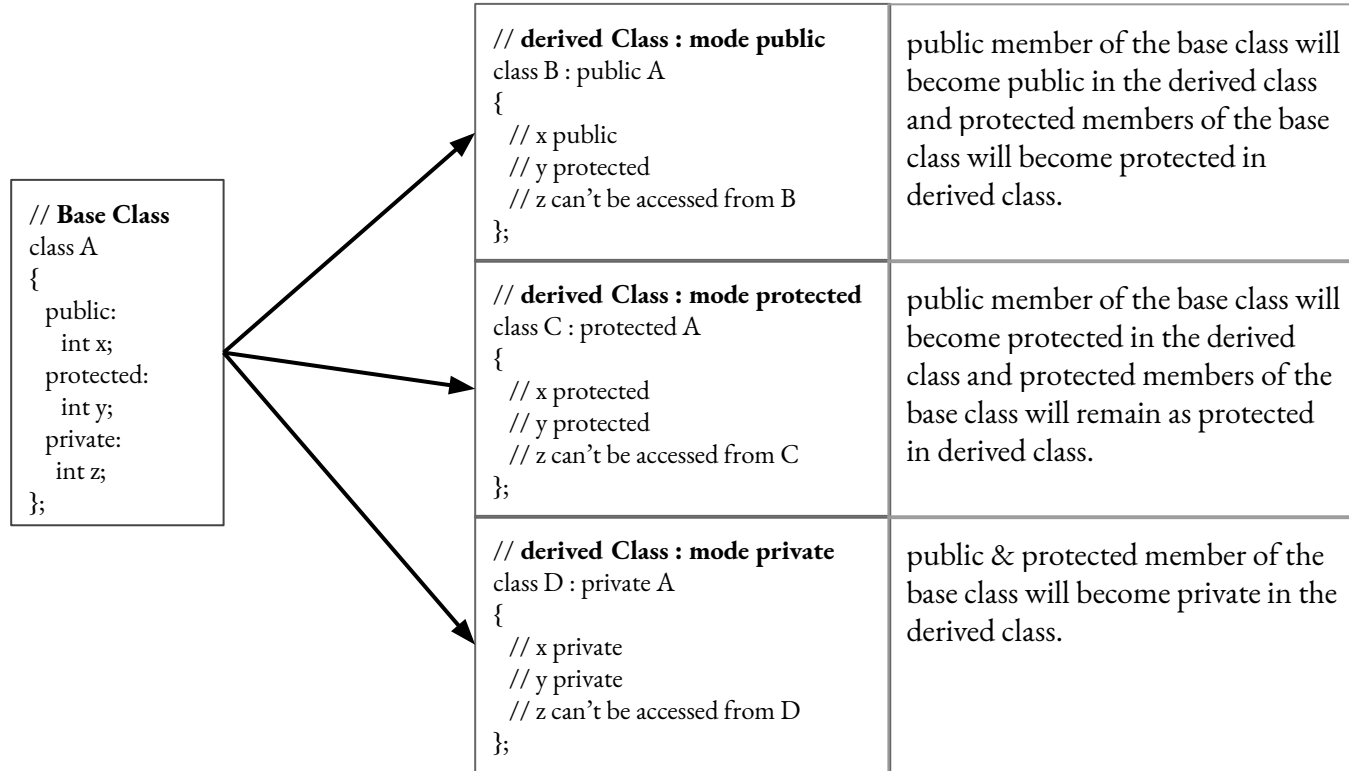 // Base Class
class A
{
public:
int x;
protected:
int y;
private:
int z;
};
// derived Class : mode public
class B : public A
{
// x public
// y protected
// z can’t be accessed from B
};
public member of the base class will
become public in the derived class
and protected members of the base
class will become protected in
derived class.
// derived Class : mode protected
class C : protected A
{
// x protected
// y protected
// z can’t be accessed from C
};
public member of the base class will
become protected in the derived
class and protected members of the
base class will remain as protected
in derived class.
// derived Class : mode private
class D : private A
{
// x private
// y private
// z can’t be accessed from D
};
public & protected member of the
base class will become private in the
derived class.